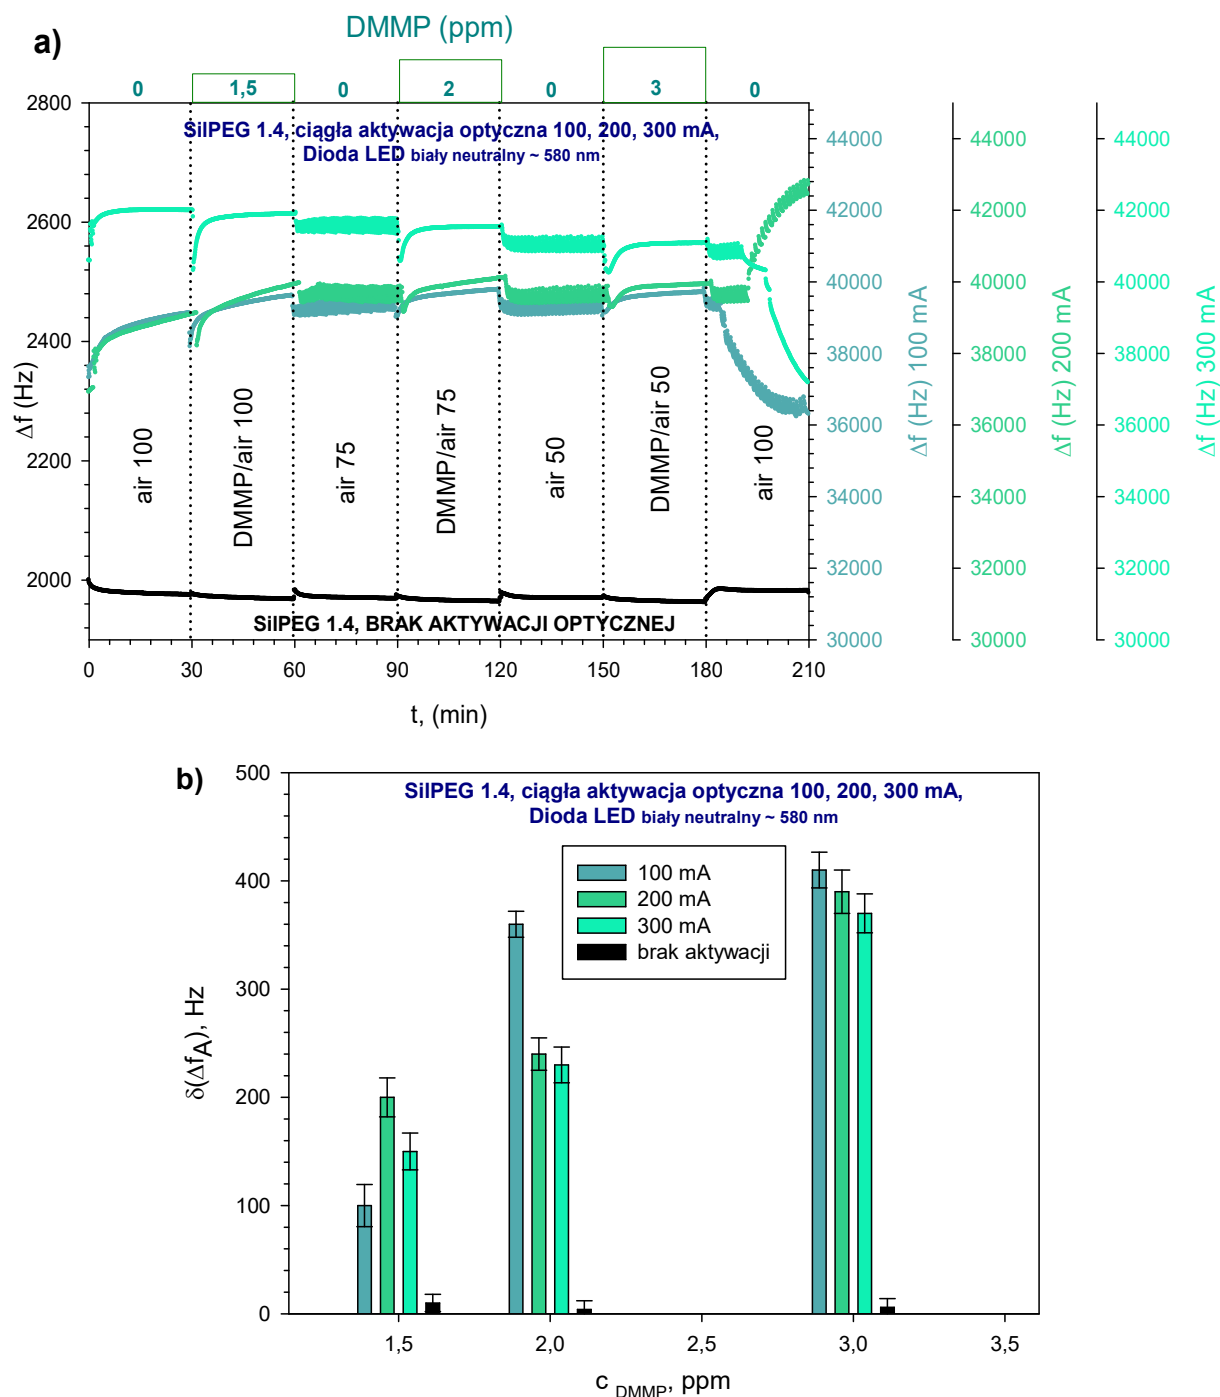 a)
DMMP (ppm)
0 1,5 0 2 0 3 0
SilPEG 1.4, ciągła aktywacja optyczna 100, 200, 300 mA,
Dioda LED biały neutralny ~ 580 nm
2800
2600
2400
2200
2000
Δf (Hz)
air 100
DMMP/air 100
air 75
DMMP/air 75
air 50
DMMP/air 50
air 100
SilPEG 1.4, BRAK AKTYWACJI OPTYCZNEJ
0 30 60 90 120 150 180 210
t, (min)
44000
42000
40000
38000
36000
34000
32000
30000
Δf (Hz) 100 mA
44000
42000
40000
38000
36000
34000
32000
30000
Δf (Hz) 200 mA
44000
42000
40000
38000
36000
34000
32000
30000
Δf (Hz) 300 mA
b)
SilPEG 1.4, ciągła aktywacja optyczna 100, 200, 300 mA,
Dioda LED biały neutralny ~ 580 nm
100 mA
200 mA
300 mA
brak aktywacji
500
400
300
200
100
0
δ(ΔfA), Hz
1,5 2,0 2,5 3,0 3,5
c DMMP, ppm